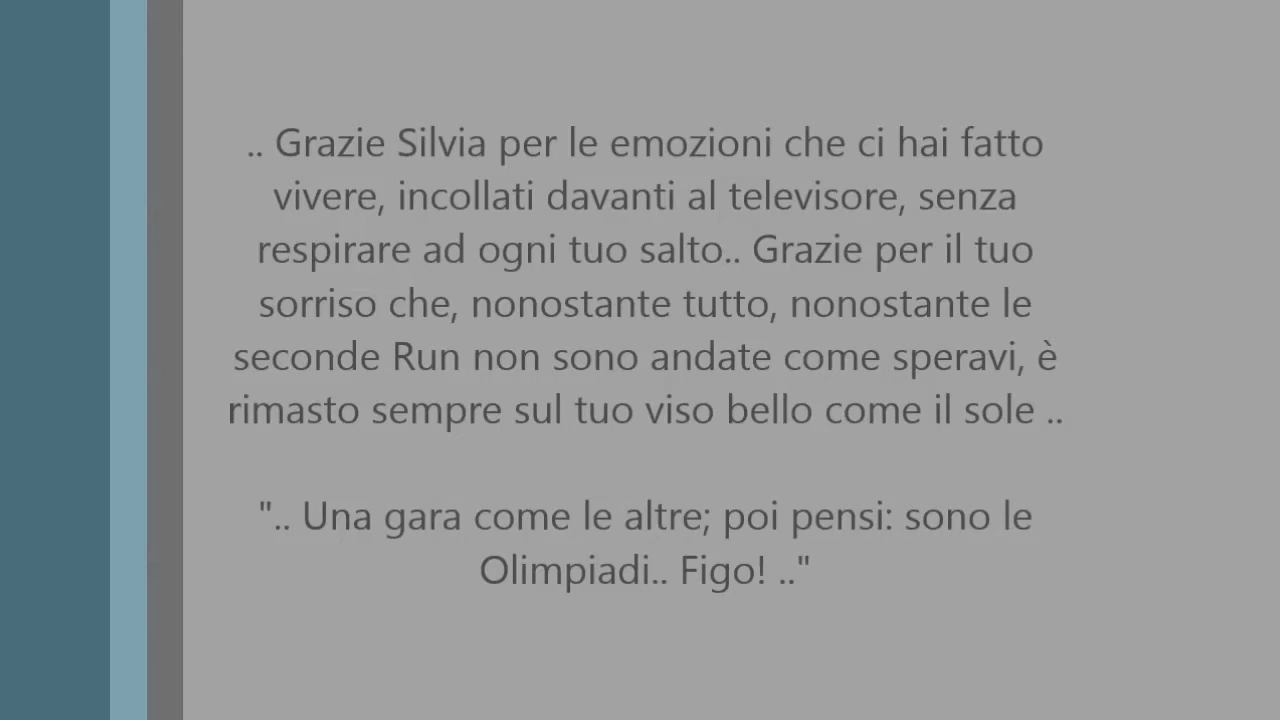 .. Grazie Silvia per le emozioni che ci hai fatto
vivere, incollati davanti al televisore, senza
respirare ad ogni tuo salto.. Grazie per il tuo
sorriso che, nonostante tutto, nonostante le
seconde Run non sono andate come speravi, è
rimasto sempre sul tuo viso bello come il sole ..
".. Una gara come le altre; poi pensi: sono le
Olimpiadi.. Figo! .."